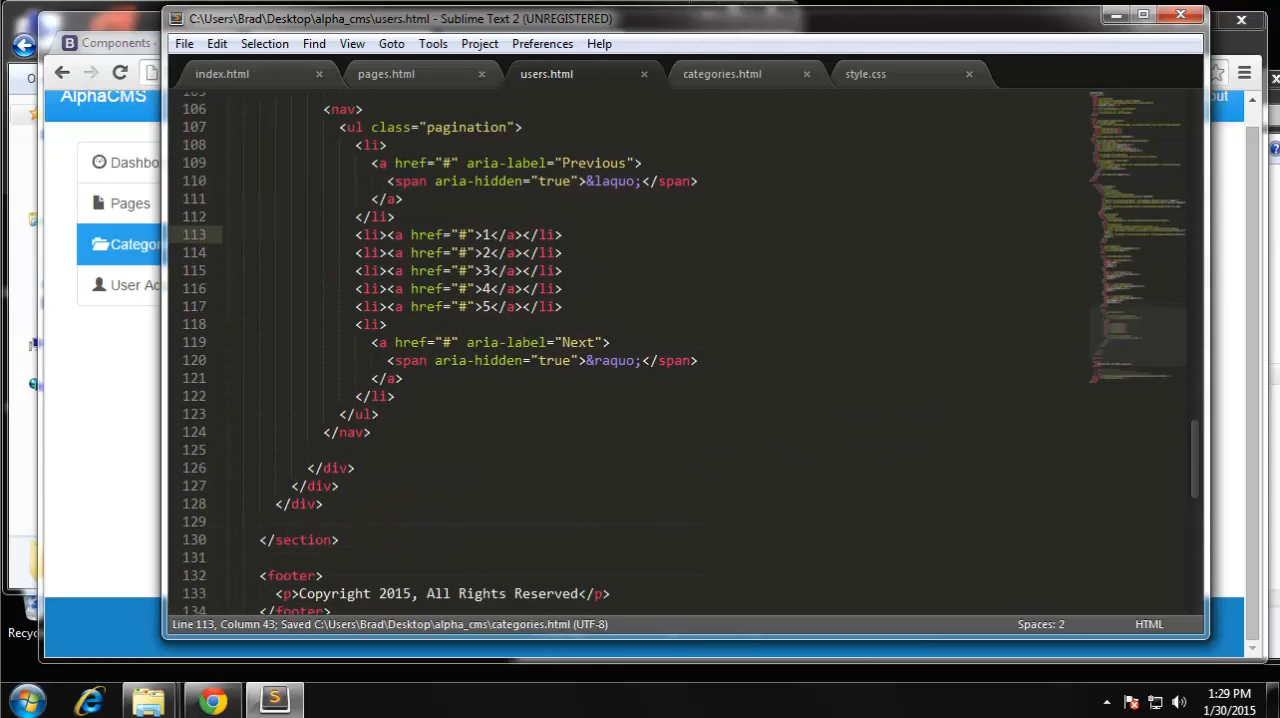 C:\Users\Brad\Desktop\alpha_cms\users.html - Sublime Text 2 (UNREGISTERED)
Components
File Edit Selection Find View Goto Tools Project Preferences Help
index.html pages.html users.html categories.html style.css
AlphaCMS
Dashbo
Pages
Catego
User Ad
out
106 <nav>
107 <ul class="pagination">
108 <li>
109 <a href="#" aria-label="Previous">
110 <span aria-hidden="true">&laquo;</span>
111 </a>
112 </li>
113 <li><a href="#">1</a></li>
114 <li><a href="#">2</a></li>
115 <li><a href="#">3</a></li>
116 <li><a href="#">4</a></li>
117 <li><a href="#">5</a></li>
118 <li>
119 <a href="#" aria-label="Next">
120 <span aria-hidden="true">&raquo;</span>
121 </a>
122 </li>
123 </ul>
124 </nav>
125
126 </div>
127 </div>
128 </div>
129
130 </section>
131
132 <footer>
133 <p>Copyright 2015, All Rights Reserved</p>
134 </footer>
Line 113, Column 43; Saved C:\Users\Brad\Desktop\alpha_cms\categories.html (UTF-8) Spaces: 2 HTML
Recyc
1:29 PM
1/30/2015